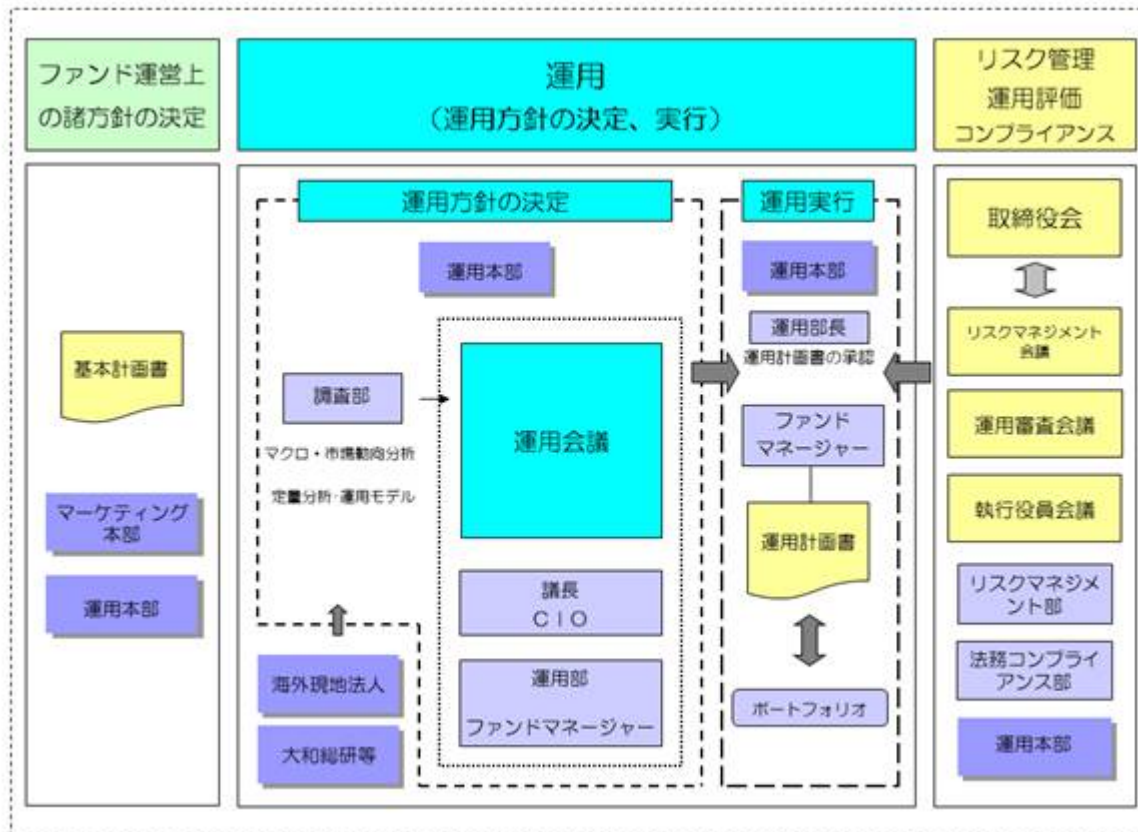 ファンド運営上
の諸方針の決定
運用
(運用方針の決定、実行)
リスク管理
運用評価
コンプライアンス
基本計画書
マーケティング
本部
運用本部
運用方針の決定
運用本部
調査部
マクロ・市場動向分析
定量分析・運用モデル
運用会議
議長
CIO
運用部
ファンドマネージャー
海外現地法人
大和総研等
運用実行
運用本部
運用部長
運用計画書の承認
ファンド
マネージャー
運用計画書
ポートフォリオ
取締役会
リスクマネジメント
会議
運用審査会議
執行役員会議
リスクマネジメ
ント部
法務コンプライ
アンス部
運用本部